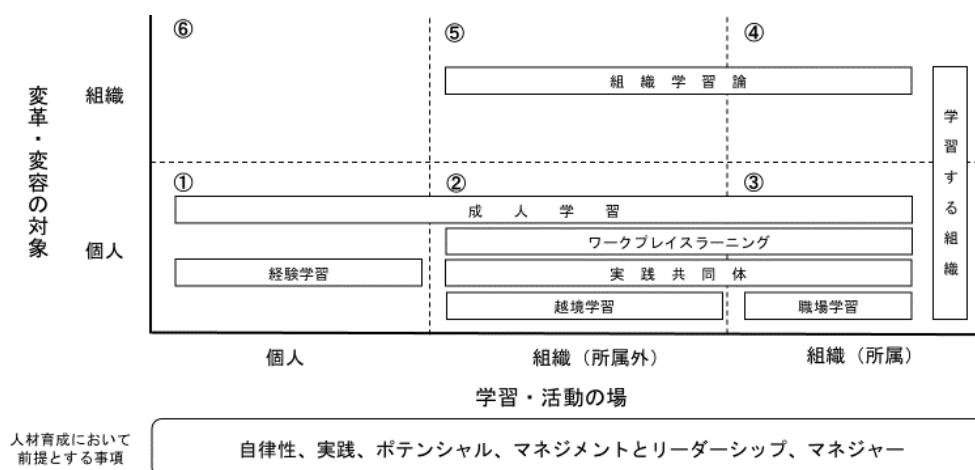 ⑥
⑤
④
組織
組織学習論
変革・変容の対象
学習する組織
①
②
③
成人学習
個人
ワークプレイスラーニング
経験学習
実践共同体
越境学習
職場学習
個人
組織（所属外）
組織（所属）
学習・活動の場
人材育成において
前提とする事項
自律性、実践、ポテンシャル、マネジメントとリーダーシップ、マネジャー